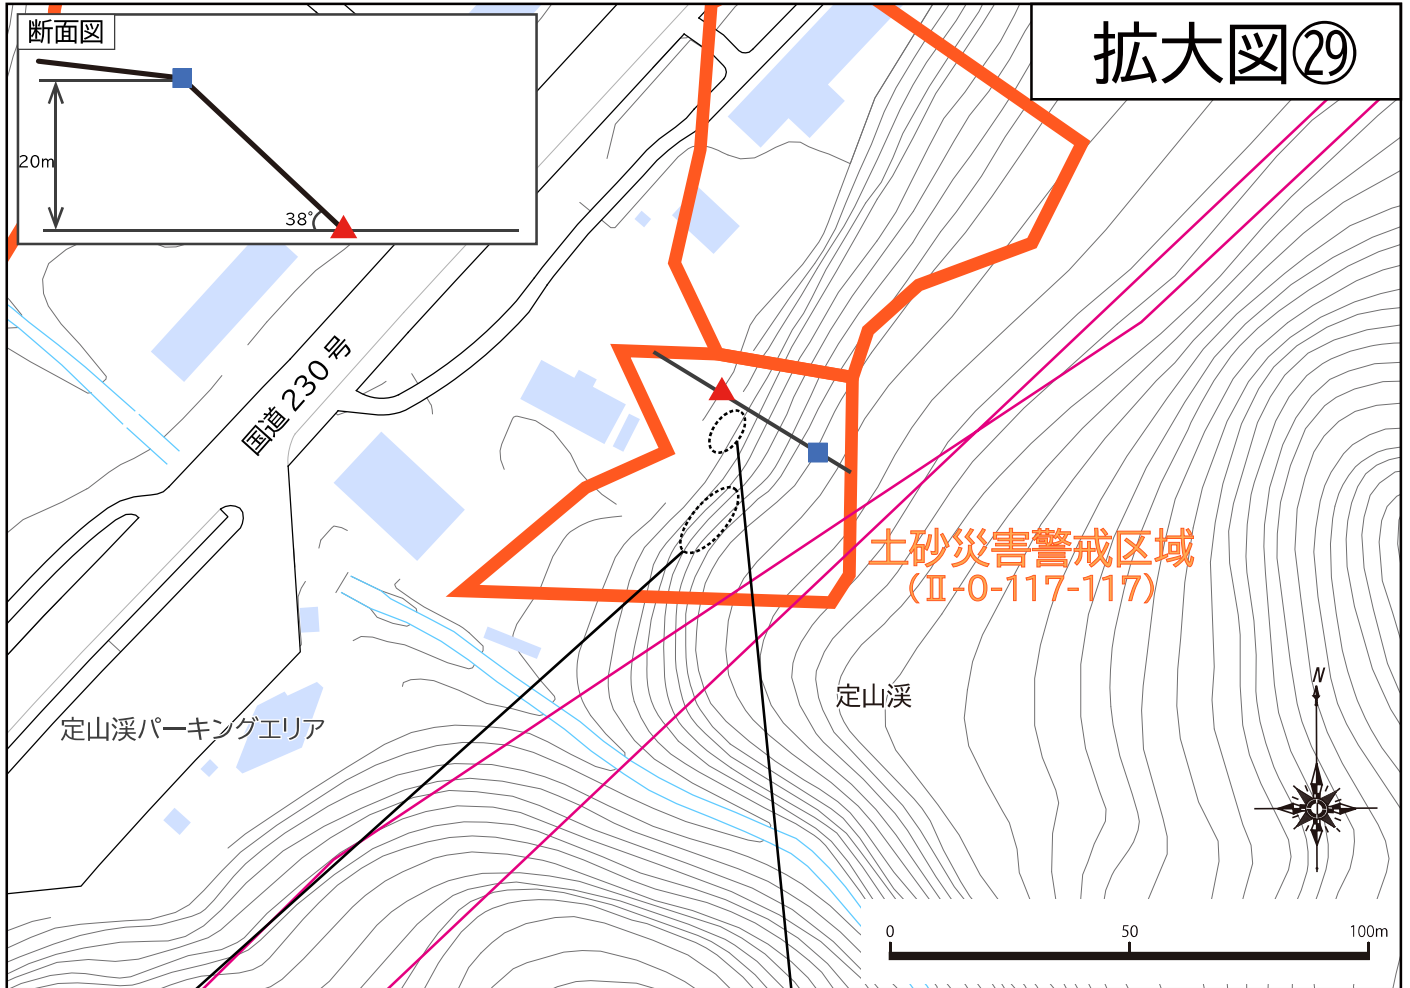 断面図
拡大図㉙
20m
38°
国道230号
土砂災害警戒区域
(Ⅱ-0-117-117)
定山渓
定山渓パーキングエリア
N
0 50 100m